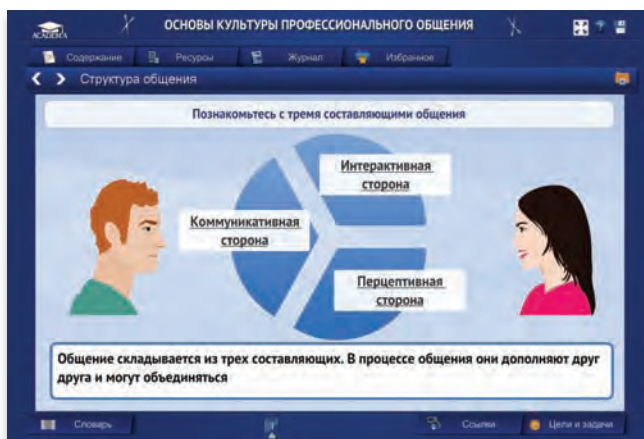 ACADEMIA
ОСНОВЫ КУЛЬТУРЫ ПРОФЕССИОНАЛЬНОГО ОБЩЕНИЯ
Содержание Ресурсы Журнал Избранное
Структура общения
Познакомьтесь с тремя составляющими общения
Интерактивная
сторона
Коммуникативная
сторона
Перцептивная
сторона
Общение складывается из трех составляющих. В процессе общения они дополняют друг
друга и могут объединяться
Словарь Ссылки Цели и задачи